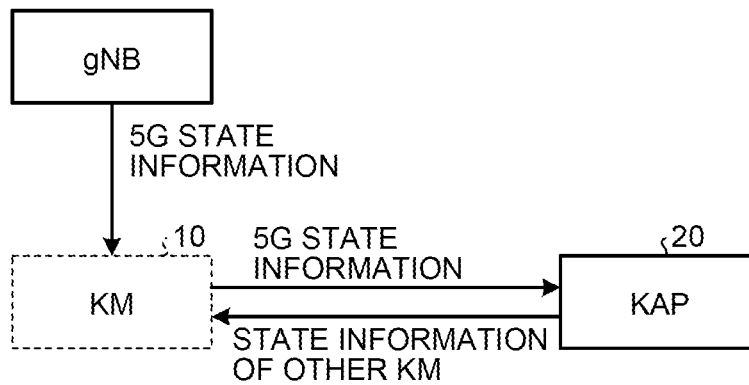 gNB
5G STATE
INFORMATION
10
KM
5G STATE
INFORMATION
20
KAP
STATE INFORMATION
OF OTHER KM